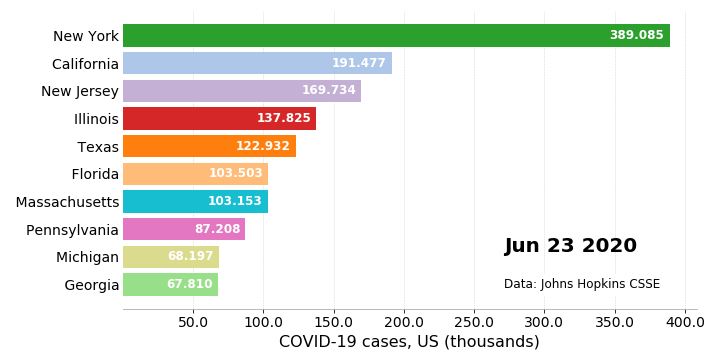 New York 389.085
California 191.477
New Jersey 169.734
Illinois 137.825
Texas 122.932
Florida 103.503
Massachusetts 103.153
Pennsylvania 87.208
Michigan 68.197
Georgia 67.810
Jun 23 2020
Data: Johns Hopkins CSSE
50.0 100.0 150.0 200.0 250.0 300.0 350.0 400.0
COVID-19 cases, US (thousands)